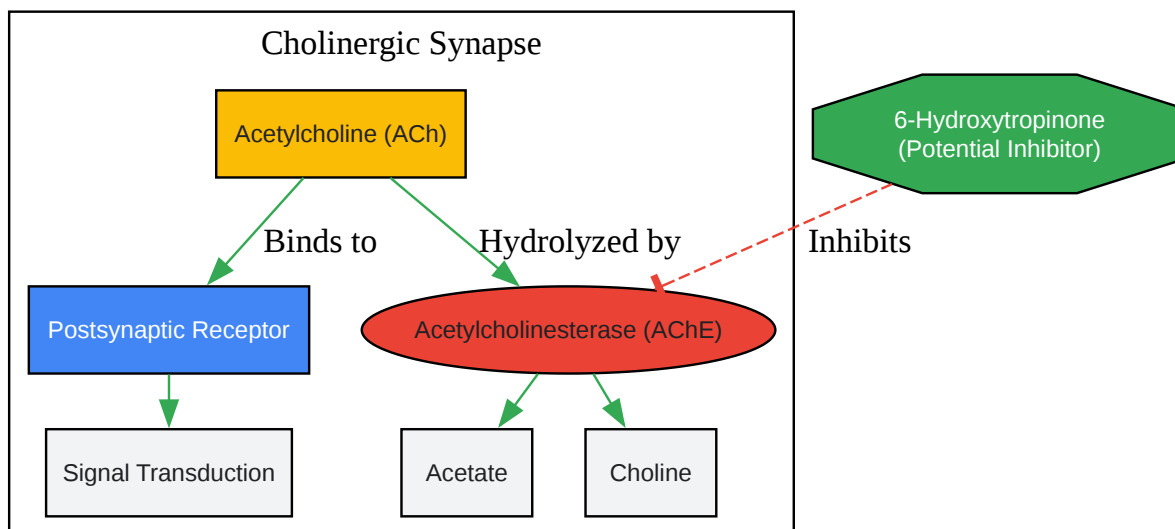 Cholinergic Synapse
Acetylcholine (ACh)
6-Hydroxytropinone
(Potential Inhibitor)
Binds to
Hydrolyzed by
Inhibits
Postsynaptic Receptor
Acetylcholinesterase (AChE)
Signal Transduction
Acetate
Choline